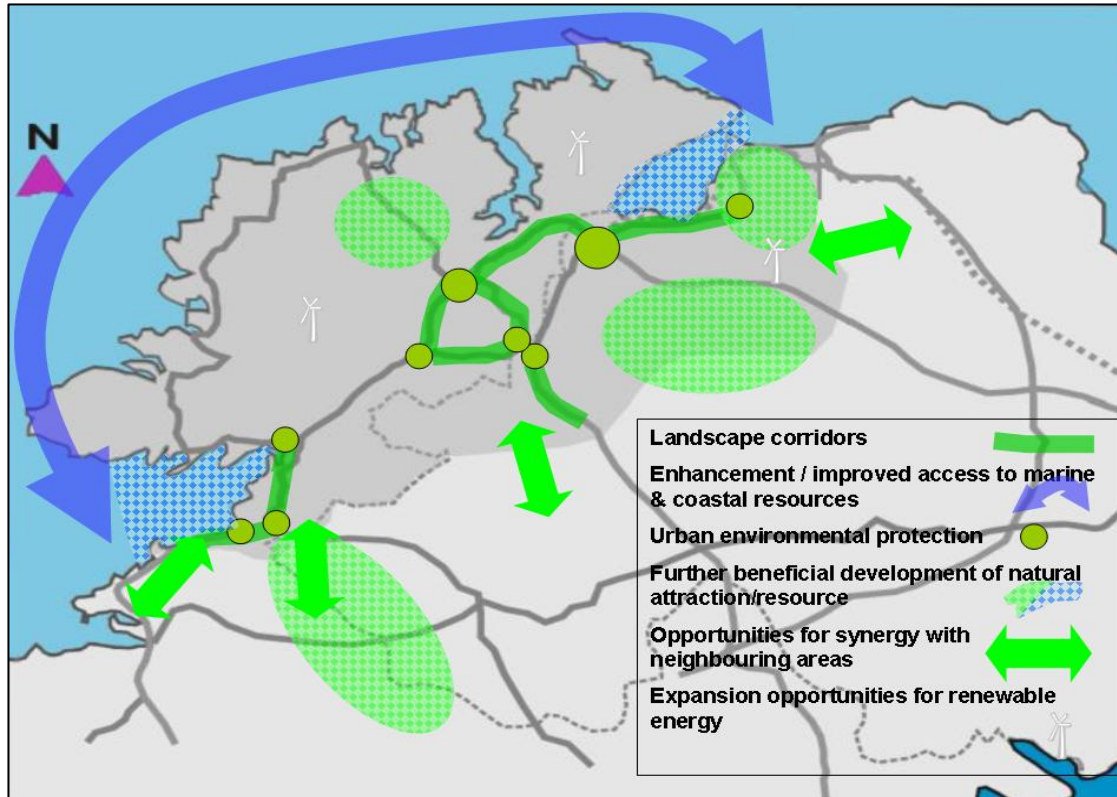 N
Landscape corridors
Enhancement / improved access to marine
& coastal resources
Urban environmental protection
Further beneficial development of natural
attraction/resource
Opportunities for synergy with
neighbouring areas
Expansion opportunities for renewable
energy